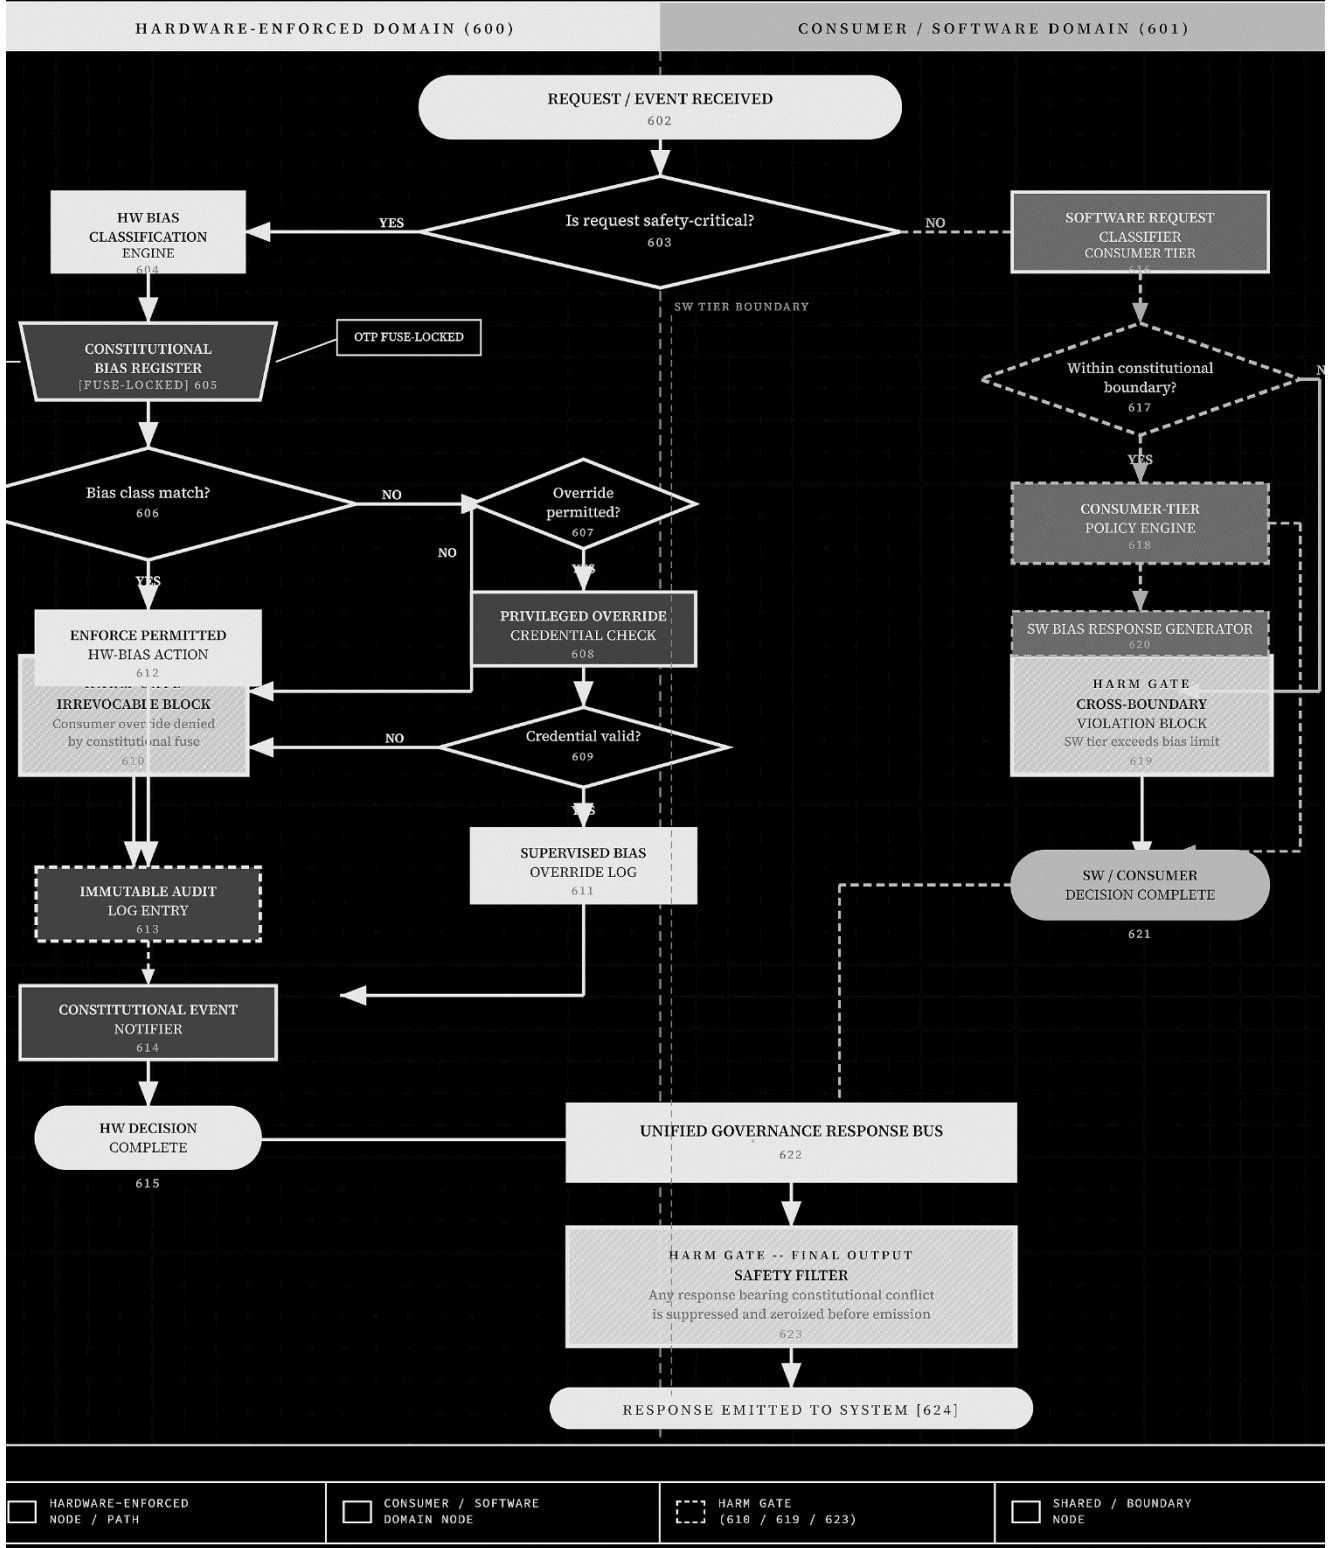 HARDWARE-ENFORCED DOMAIN (600)
CONSUMER / SOFTWARE DOMAIN (601)
REQUEST / EVENT RECEIVED
602
Is request safety-critical?
603
YES
NO
HW BIAS
CLASSIFICATION
ENGINE
604
SOFTWARE REQUEST
CLASSIFIER
CONSUMER TIER
616
SW TIER BOUNDARY
CONSTITUTIONAL
BIAS REGISTER
[FUSE-LOCKED] 605
OTP FUSE-LOCKED
Within constitutional
boundary?
617
N
YES
Bias class match?
606
NO
Override
permitted?
607
NO
YES
YES
CONSUMER-TIER
POLICY ENGINE
618
PRIVILEGED OVERRIDE
CREDENTIAL CHECK
608
ENFORCE PERMITTED
HW-BIAS ACTION
612
HARM GATE
IRREVOCABLE BLOCK
Consumer override denied
by constitutional fuse
610
SW BIAS RESPONSE GENERATOR
620
HARM GATE
CROSS-BOUNDARY
VIOLATION BLOCK
SW tier exceeds bias limit
619
Credential valid?
609
NO
YES
SUPERVISED BIAS
OVERRIDE LOG
611
IMMUTABLE AUDIT
LOG ENTRY
613
SW / CONSUMER
DECISION COMPLETE
621
CONSTITUTIONAL EVENT
NOTIFIER
614
HW DECISION
COMPLETE
615
UNIFIED GOVERNANCE RESPONSE BUS
622
HARM GATE -- FINAL OUTPUT
SAFETY FILTER
Any response bearing constitutional conflict
is suppressed and zeroized before emission
623
RESPONSE EMITTED TO SYSTEM [624]
HARDWARE-ENFORCED
NODE / PATH
CONSUMER / SOFTWARE
DOMAIN NODE
HARM GATE
(610 / 619 / 623)
SHARED / BOUNDARY
NODE